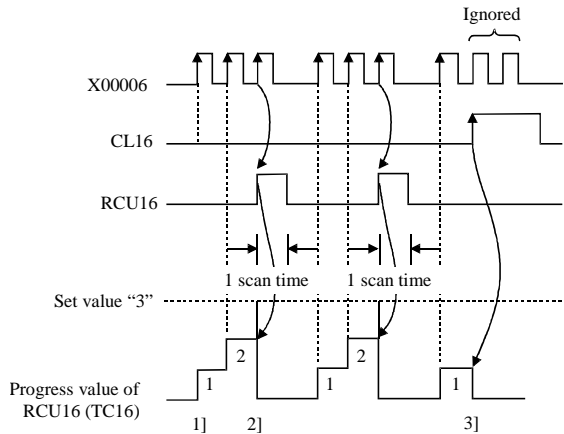 Ignored
X00006
CL16
RCU16
1 scan time 1 scan time
Set value “3”
2 2
1 1 1
Progress value of
RCU16 (TC16)
1] 2] 3]